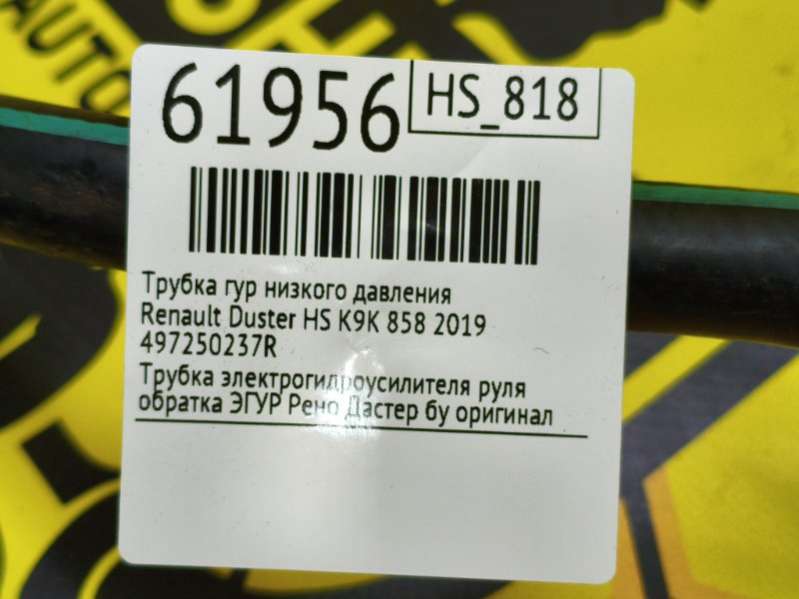 АВТО
61956
HS_818
Трубка гур низкого давления
Renault Duster HS K9K 858 2019
497250237R
Трубка электрогидроусилителя руля
обратка ЭГУР Рено Дастер бу оригинал